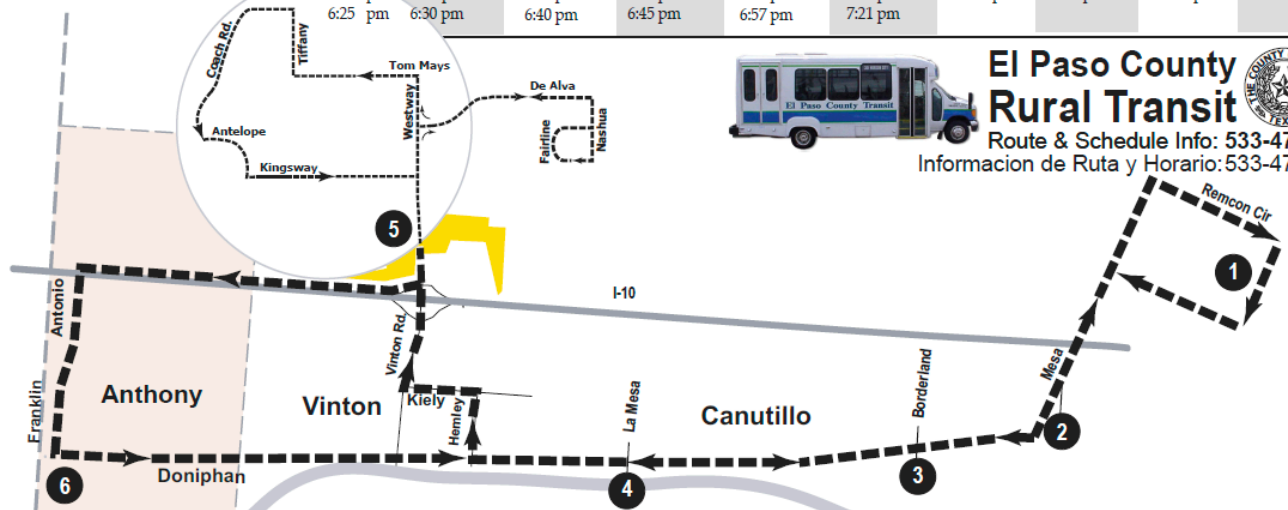 6:25 pm 6:30 pm 6:40 pm 6:45 pm 6:57 pm 7:21 pm
El Paso County
Rural Transit
THE COUNTY
TEX
Route & Schedule Info: 533-47
Informacion de Ruta y Horario: 533-47
El Paso County Transit
Coach Rd.
Tiffany
Tom Mays
Westway
De Alva
Fairline
Nashua
Antelope
Kingsway
5
Remcon Cir
1
I-10
Antonio
Franklin
Anthony
Vinton Rd.
Vinton
Kiely
Hemley
La Mesa
Canutillo
Borderland
Mesa
2
3
4
Doniphan
6